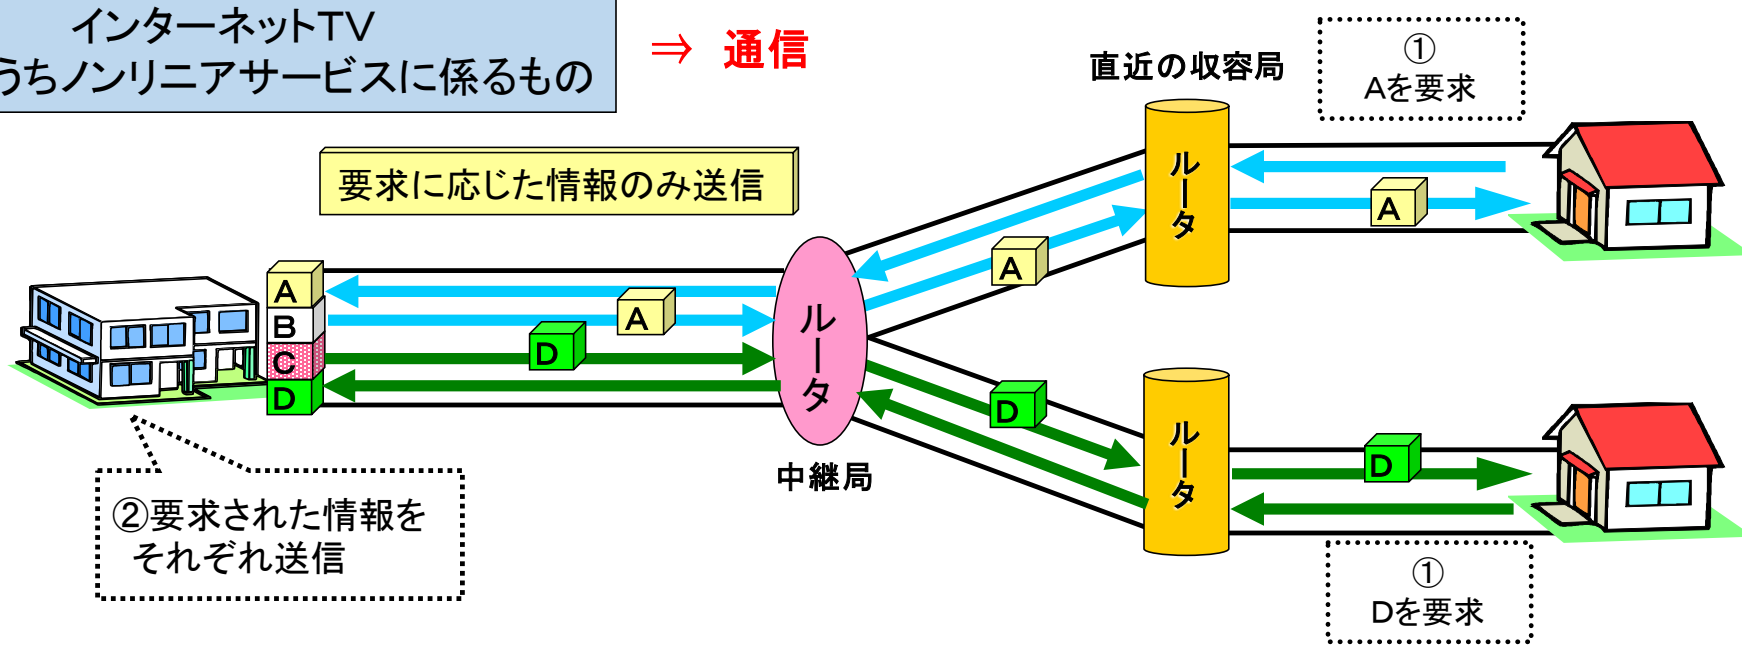 インターネットTV
うちノンリニアサービスに係るもの
⇒ 通信
直近の収容局
①
Aを要求
要求に応じた情報のみ送信
ルータ
A
A
A
B
C
D
A
D
ルータ
中継局
D
ルータ
D
②要求された情報を
それぞれ送信
①
Dを要求